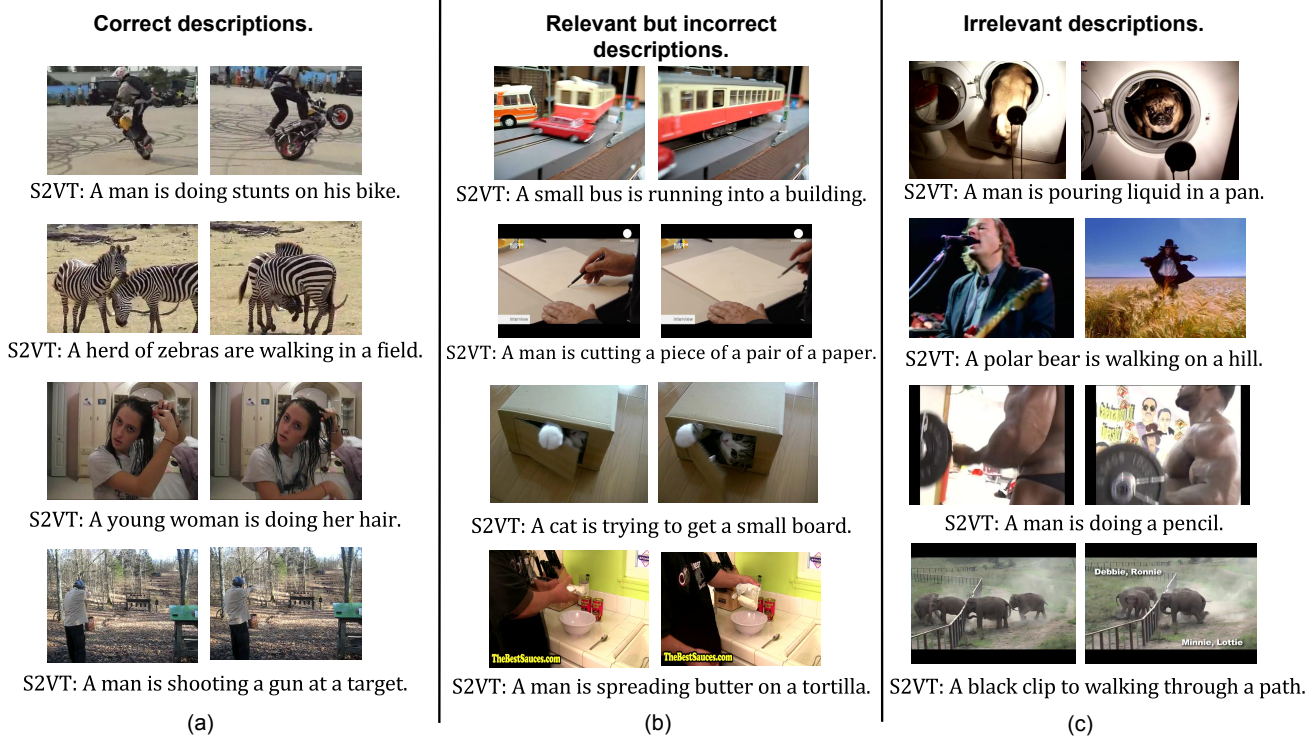 Correct descriptions.
S2VT: A man is doing stunts on his bike.
S2VT: A herd of zebras are walking in a field.
S2VT: A young woman is doing her hair.
S2VT: A man is shooting a gun at a target.
(a)
Relevant but incorrect
descriptions.
S2VT: A small bus is running into a building.
Interview
S2VT: A man is cutting a piece of a pair of a paper.
S2VT: A cat is trying to get a small board.
TheBestSauces.com
TheBestSauces.com
S2VT: A man is spreading butter on a tortilla.
(b)
Irrelevant descriptions.
S2VT: A man is pouring liquid in a pan.
S2VT: A polar bear is walking on a hill.
S2VT: A man is doing a pencil.
Debbie, Ronnie
Minnie, Lottie
S2VT: A black clip to walking through a path.
(c)